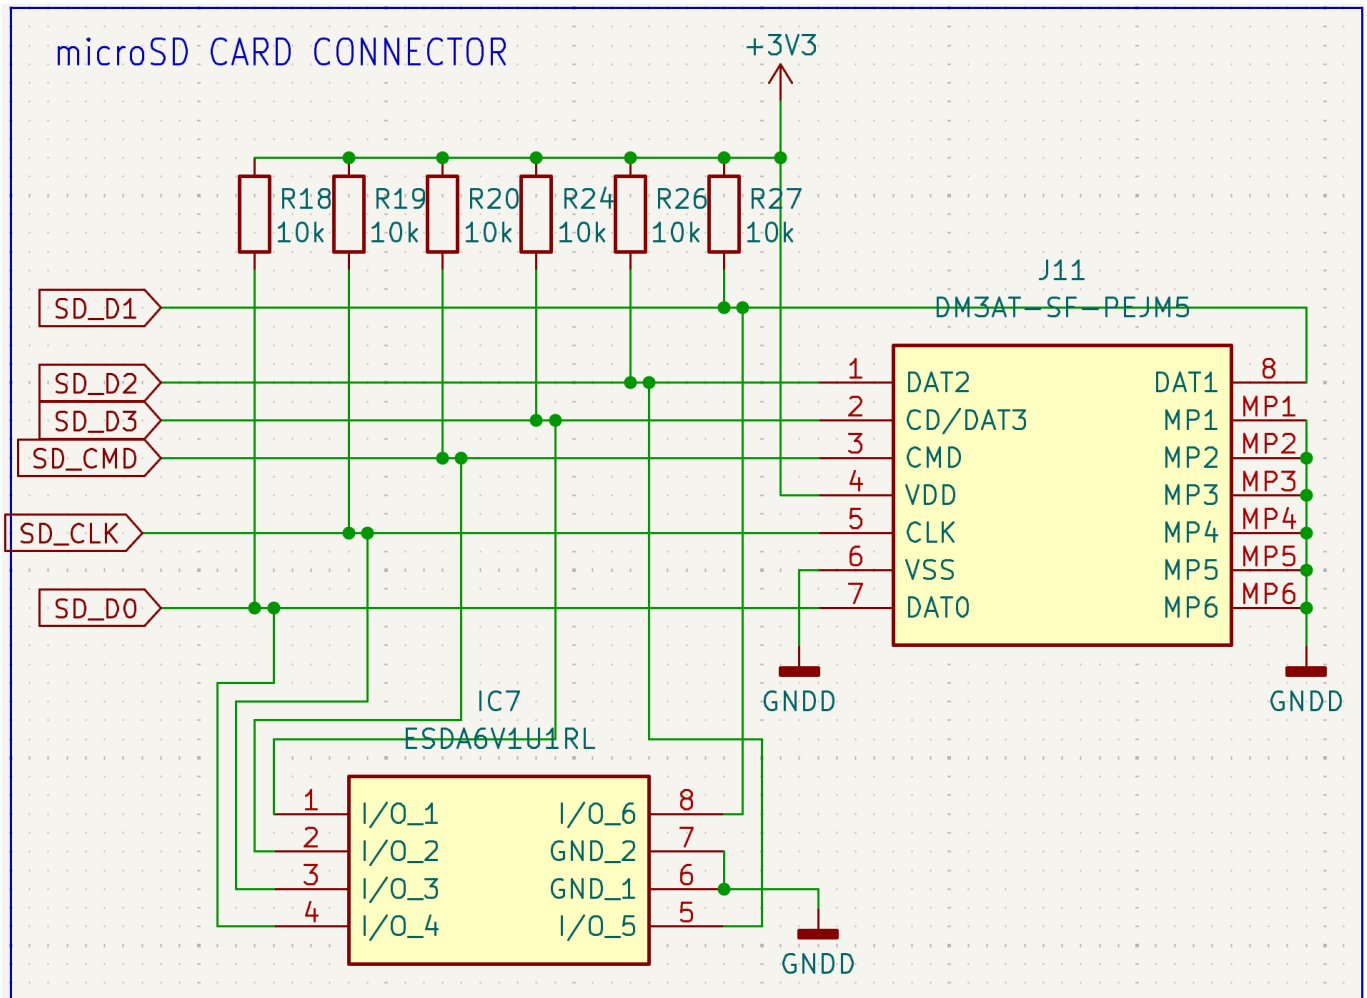 microSD CARD CONNECTOR
+3V3
R18
10k
R19
10k
R20
10k
R24
10k
R26
10k
R27
10k
SD_D1
SD_D2
SD_D3
SD_CMD
SD_CLK
SD_D0
J11
DM3AT-SF-PEJM5
1
2
3
4
5
6
7
DAT2
CD/DAT3
CMD
VDD
CLK
VSS
DAT0
DAT1
MP1
MP2
MP3
MP4
MP5
MP6
8
MP1
MP2
MP3
MP4
MP5
MP6
GNDD
GNDD
IC7
ESDA6V1U1RL
1
2
3
4
I/O_1
I/O_2
I/O_3
I/O_4
I/O_6
GND_2
GND_1
I/O_5
8
7
6
5
GNDD